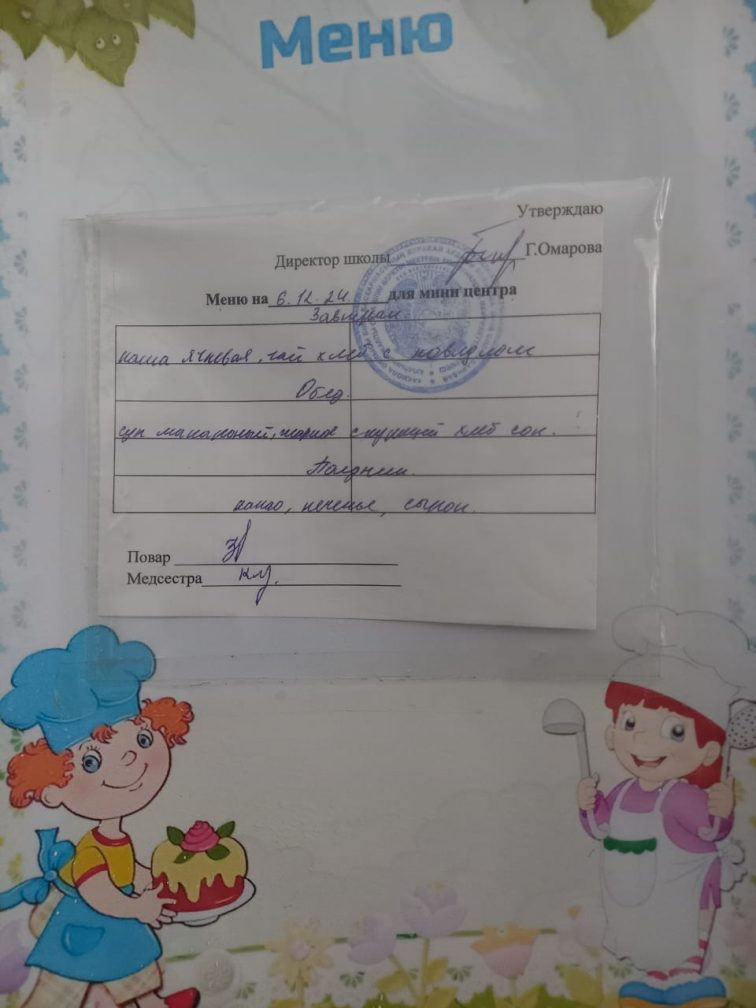 Меню
Утверждаю
Директор школы Г.Омарова
Меню на 6.12.24. для мини центра
Завтрак
каша ячневая, чай хлеб с повидлом
Обед.
суп макаронный, жаркое с курицей хлеб сок.
Полдник.
какао, печенье, сырок.
Повар
Медсестра